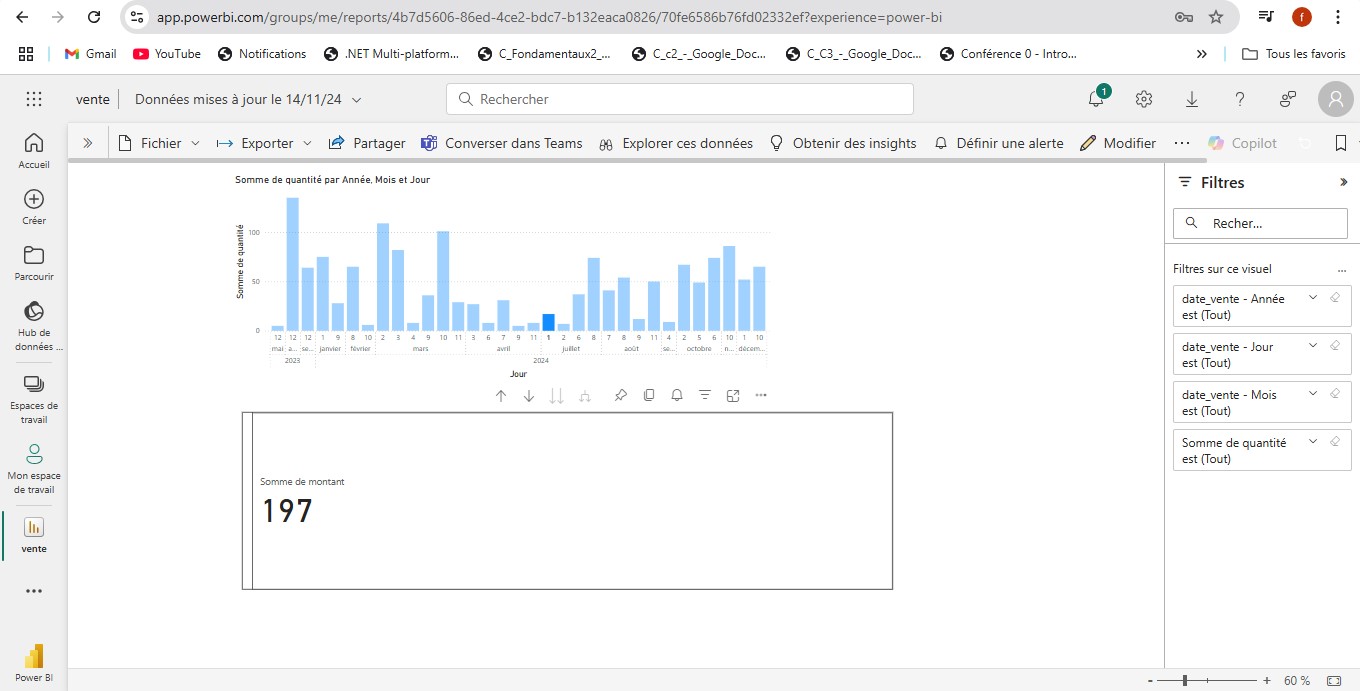 app.powerbi.com/groups/me/reports/4b7d5606-86ed-4ce2-bdc7-b132eaca0826/70fe6586b76fd02332ef?experience=power-bi
f
Gmail YouTube Notifications .NET Multi-platform... C_Fondamentaux2_... C_c2_-_Google_Doc... C_C3_-_Google_Doc... Conférence 0 - Intro... » Tous les favoris
vente Données mises à jour le 14/11/24 Rechercher 1
Fichier Exporter Partager Converser dans Teams Explorer ces données Obtenir des insights Définir une alerte Modifier ... Copilot
Accueil
Créer
Parcourir
Hub de
données ...
Espaces de
travail
Mon espace
de travail
vente
Power BI
Somme de quantité par Année, Mois et Jour
Somme de quantité
100
50
0
12 12 12 1 9 8 10 2 3 4 9 10 11 3 6 7 9 11 1 2 6 8 7 8 9 11 4 2 5 6 10 1 10
mai a... se... janvier février mars avril juillet août se... octobre n... décem...
2023 2024
Jour
Somme de montant
197
Filtres
Recher...
Filtres sur ce visuel ...
date_vente - Année
est (Tout)
date_vente - Jour
est (Tout)
date_vente - Mois
est (Tout)
Somme de quantité
est (Tout)
- + 60 %